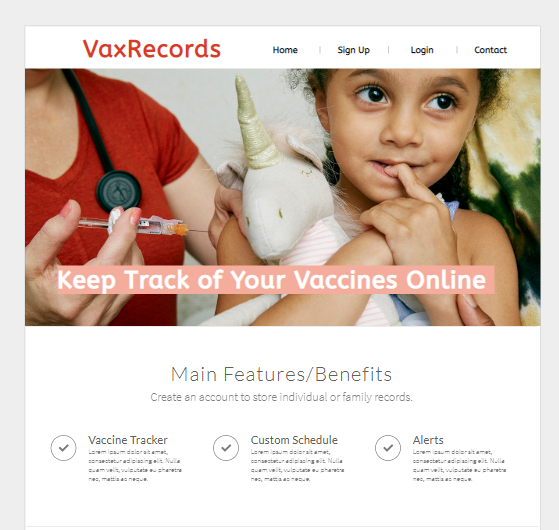 VaxRecords
Home | Sign Up | Login | Contact
Keep Track of Your Vaccines Online
Main Features/Benefits
Create an account to store individual or family records.
Vaccine Tracker
Lorem ipsum dolor sit amet,
consectetur adipiscing elit. Nulla
quam velit, vulputate eu pharetra
nec, mattis ac neque.
Custom Schedule
Lorem ipsum dolor sit amet,
consectetur adipiscing elit. Nulla
quam velit, vulputate eu pharetra
nec, mattis ac neque.
Alerts
Lorem ipsum dolor sit amet,
consectetur adipiscing elit. Nulla
quam velit, vulputate eu pharetra
nec, mattis ac neque.